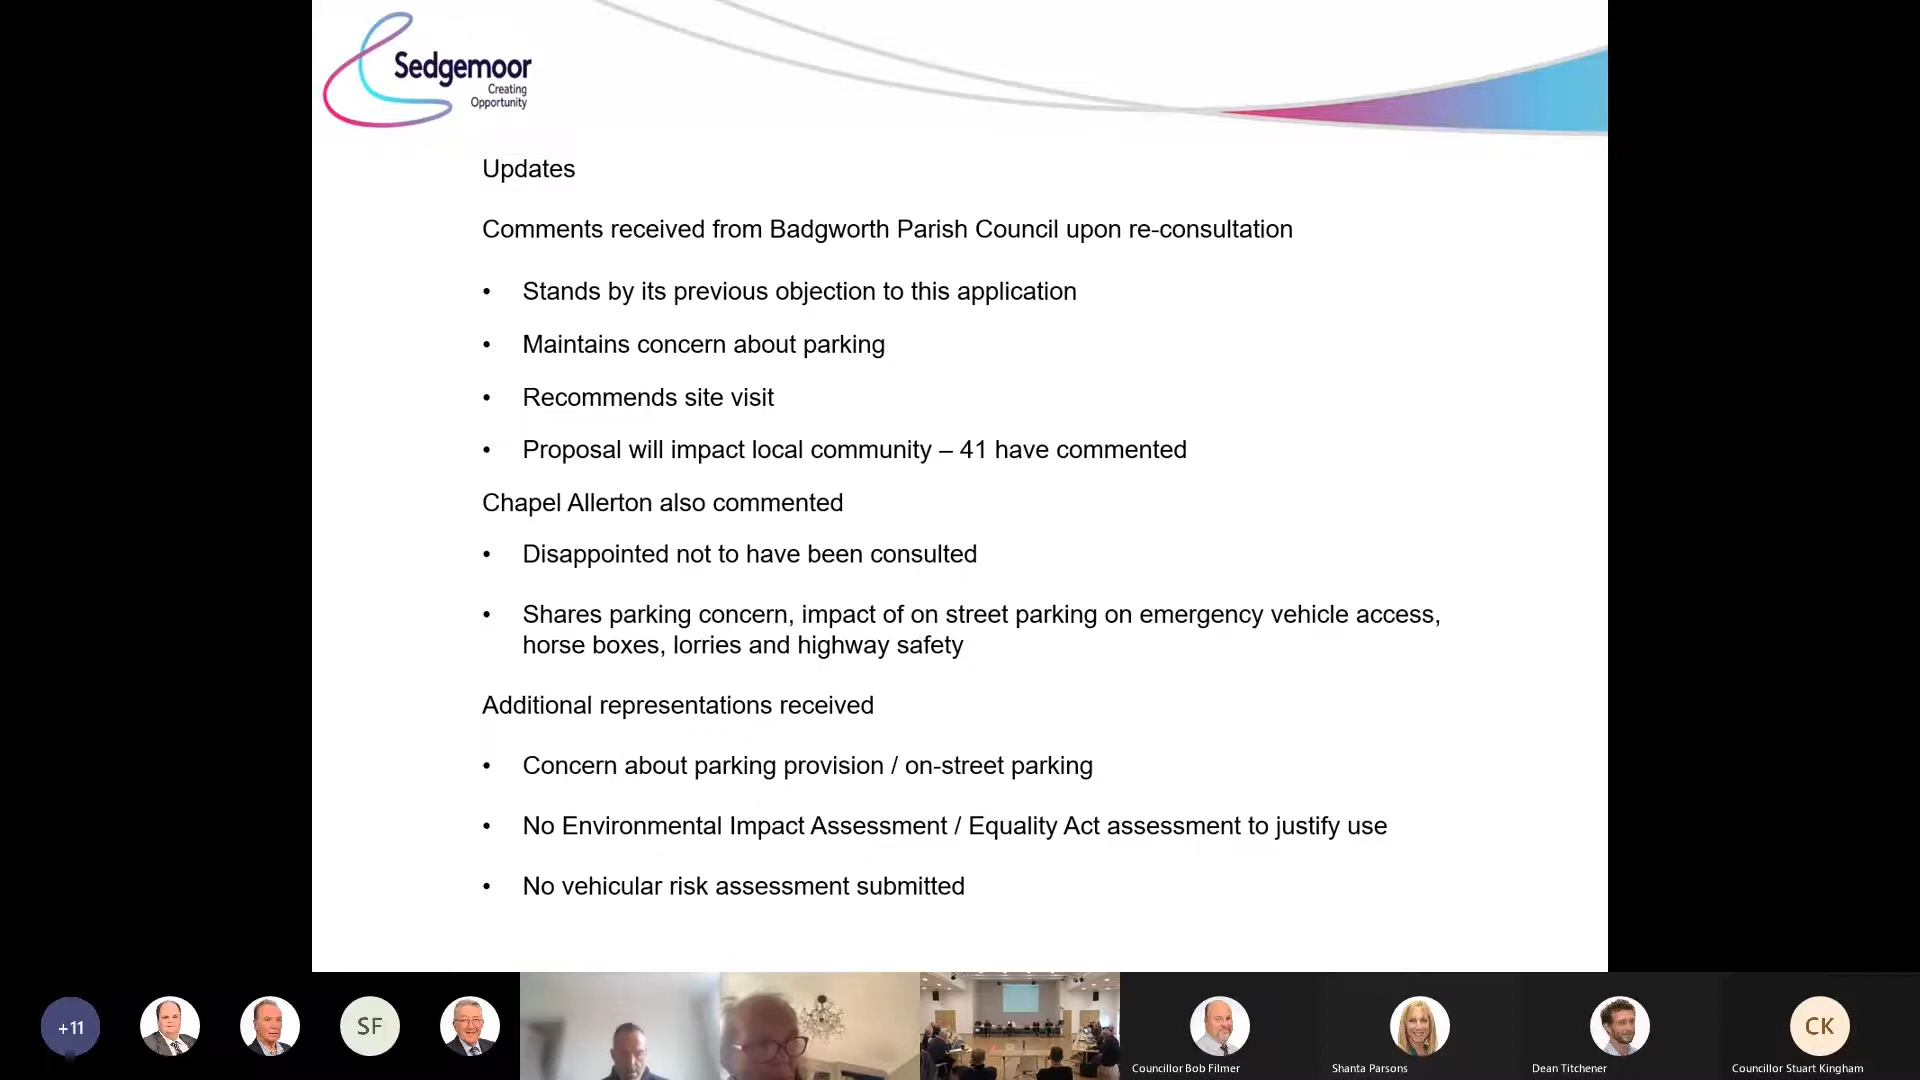 Sedgemoor
Creating
Opportunity
Updates
Comments received from Badgworth Parish Council upon re-consultation
• Stands by its previous objection to this application
• Maintains concern about parking
• Recommends site visit
• Proposal will impact local community – 41 have commented
Chapel Allerton also commented
• Disappointed not to have been consulted
• Shares parking concern, impact of on street parking on emergency vehicle access,
horse boxes, lorries and highway safety
Additional representations received
• Concern about parking provision / on-street parking
• No Environmental Impact Assessment / Equality Act assessment to justify use
• No vehicular risk assessment submitted
+11
SF
CK
Councillor Bob Filmer
Shanta Parsons
Dean Titchener
Councillor Stuart Kingham